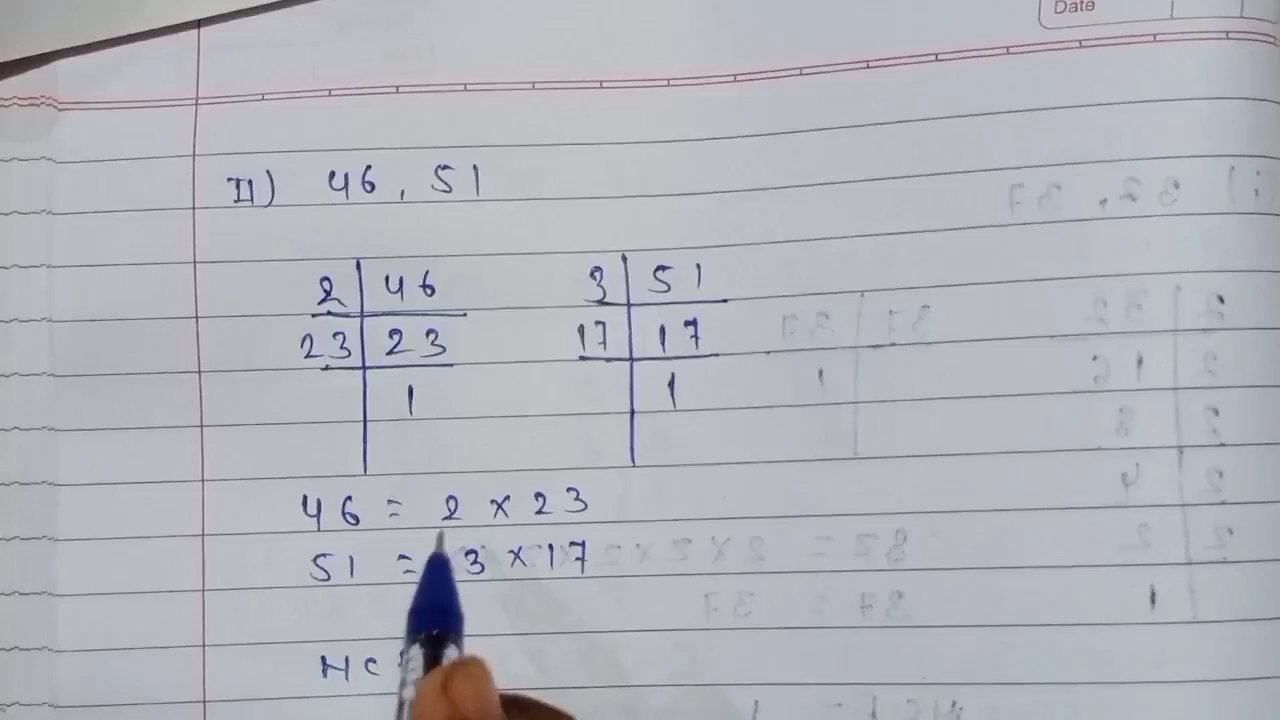 Date
II) 46, 51
2 | 46 3 | 51
23 | 23 17 | 17
1 1
46 = 2 × 23
51 = 3 × 17
HC